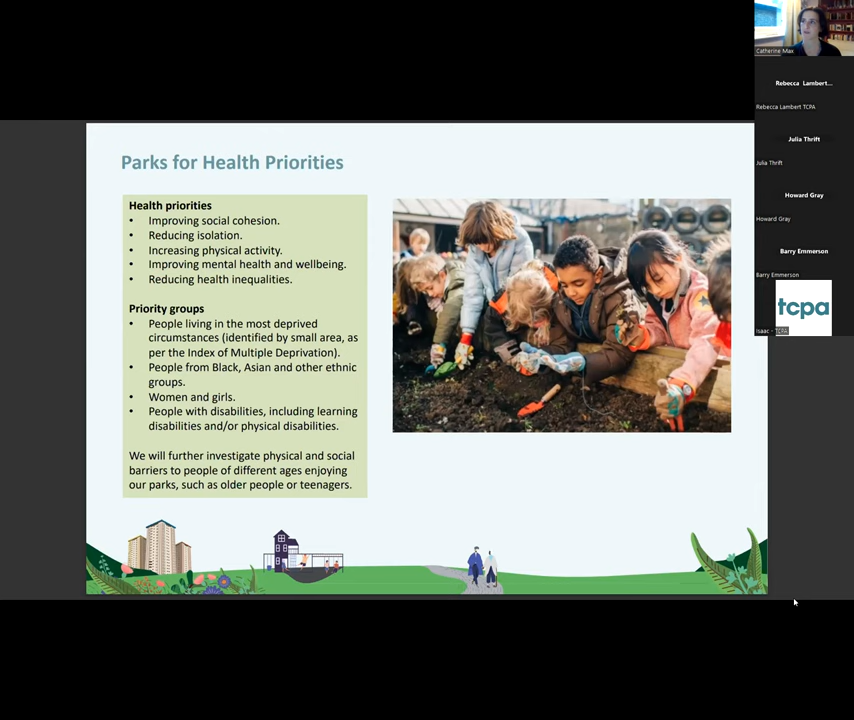 Parks for Health Priorities
Health priorities
• Improving social cohesion.
• Reducing isolation.
• Increasing physical activity.
• Improving mental health and wellbeing.
• Reducing health inequalities.
Priority groups
• People living in the most deprived
circumstances (identified by small area, as
per the Index of Multiple Deprivation).
• People from Black, Asian and other ethnic
groups.
• Women and girls.
• People with disabilities, including learning
disabilities and/or physical disabilities.
We will further investigate physical and social
barriers to people of different ages enjoying
our parks, such as older people or teenagers.
Catherine Max
Rebecca Lambert...
Rebecca Lambert TCPA
Julia Thrift
Julia Thrift
Howard Gray
Howard Gray
Barry Emmerson
Barry Emmerson
tcpa
Isaac - TCPA